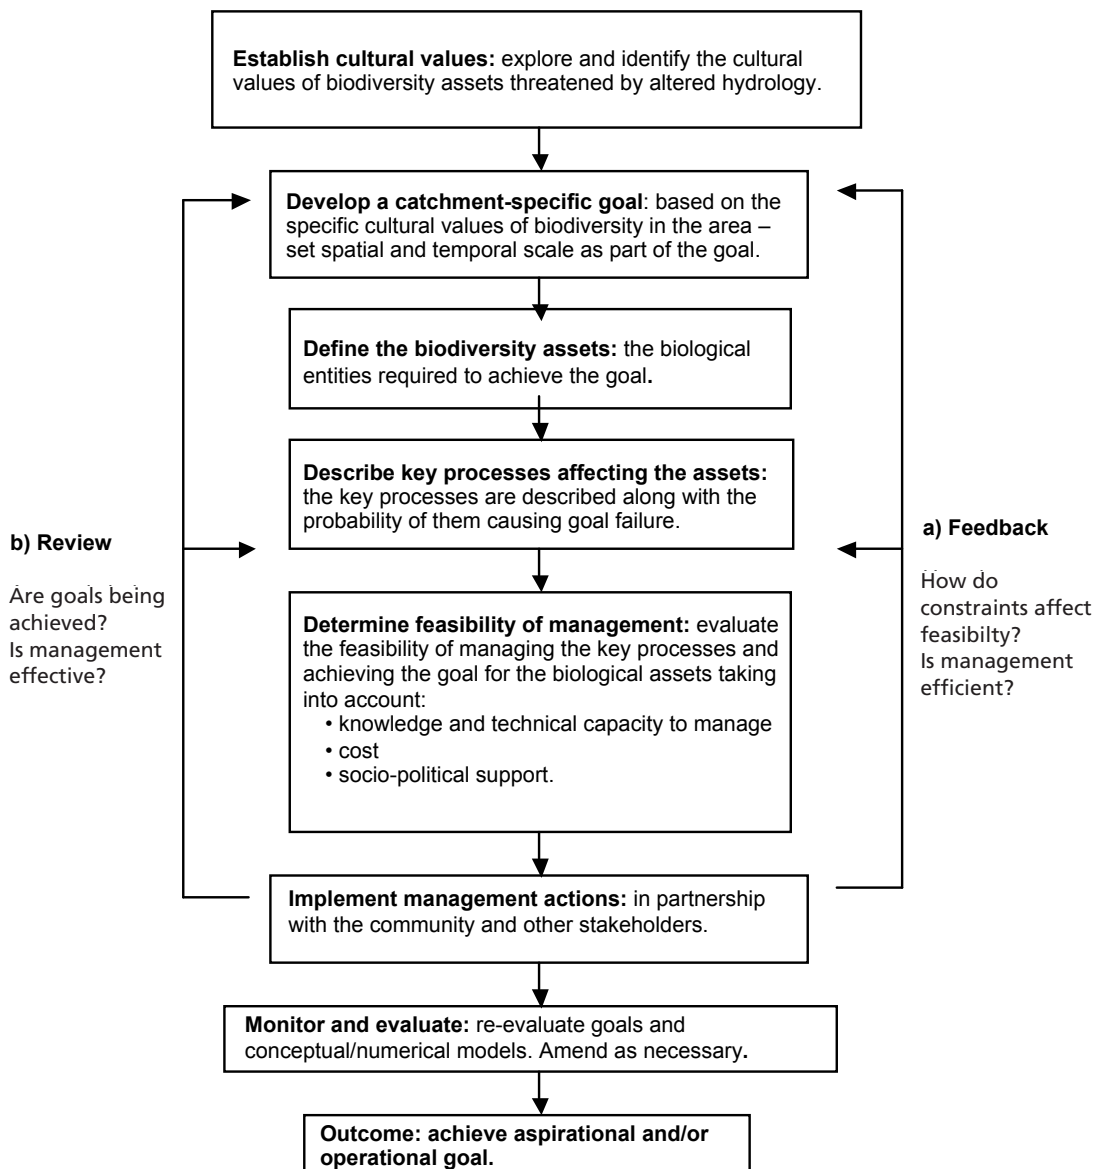 Establish cultural values: explore and identify the cultural
values of biodiversity assets threatened by altered hydrology.
Develop a catchment-specific goal: based on the
specific cultural values of biodiversity in the area –
set spatial and temporal scale as part of the goal.
Define the biodiversity assets: the biological
entities required to achieve the goal.
Describe key processes affecting the assets:
the key processes are described along with the
probability of them causing goal failure.
b) Review
Are goals being
achieved?
Is management
effective?
a) Feedback
How do
constraints affect
feasibilty?
Is management
efficient?
Determine feasibility of management: evaluate
the feasibility of managing the key processes and
achieving the goal for the biological assets taking
into account:
• knowledge and technical capacity to manage
• cost
• socio-political support.
Implement management actions: in partnership
with the community and other stakeholders.
Monitor and evaluate: re-evaluate goals and
conceptual/numerical models. Amend as necessary.
Outcome: achieve aspirational and/or
operational goal.